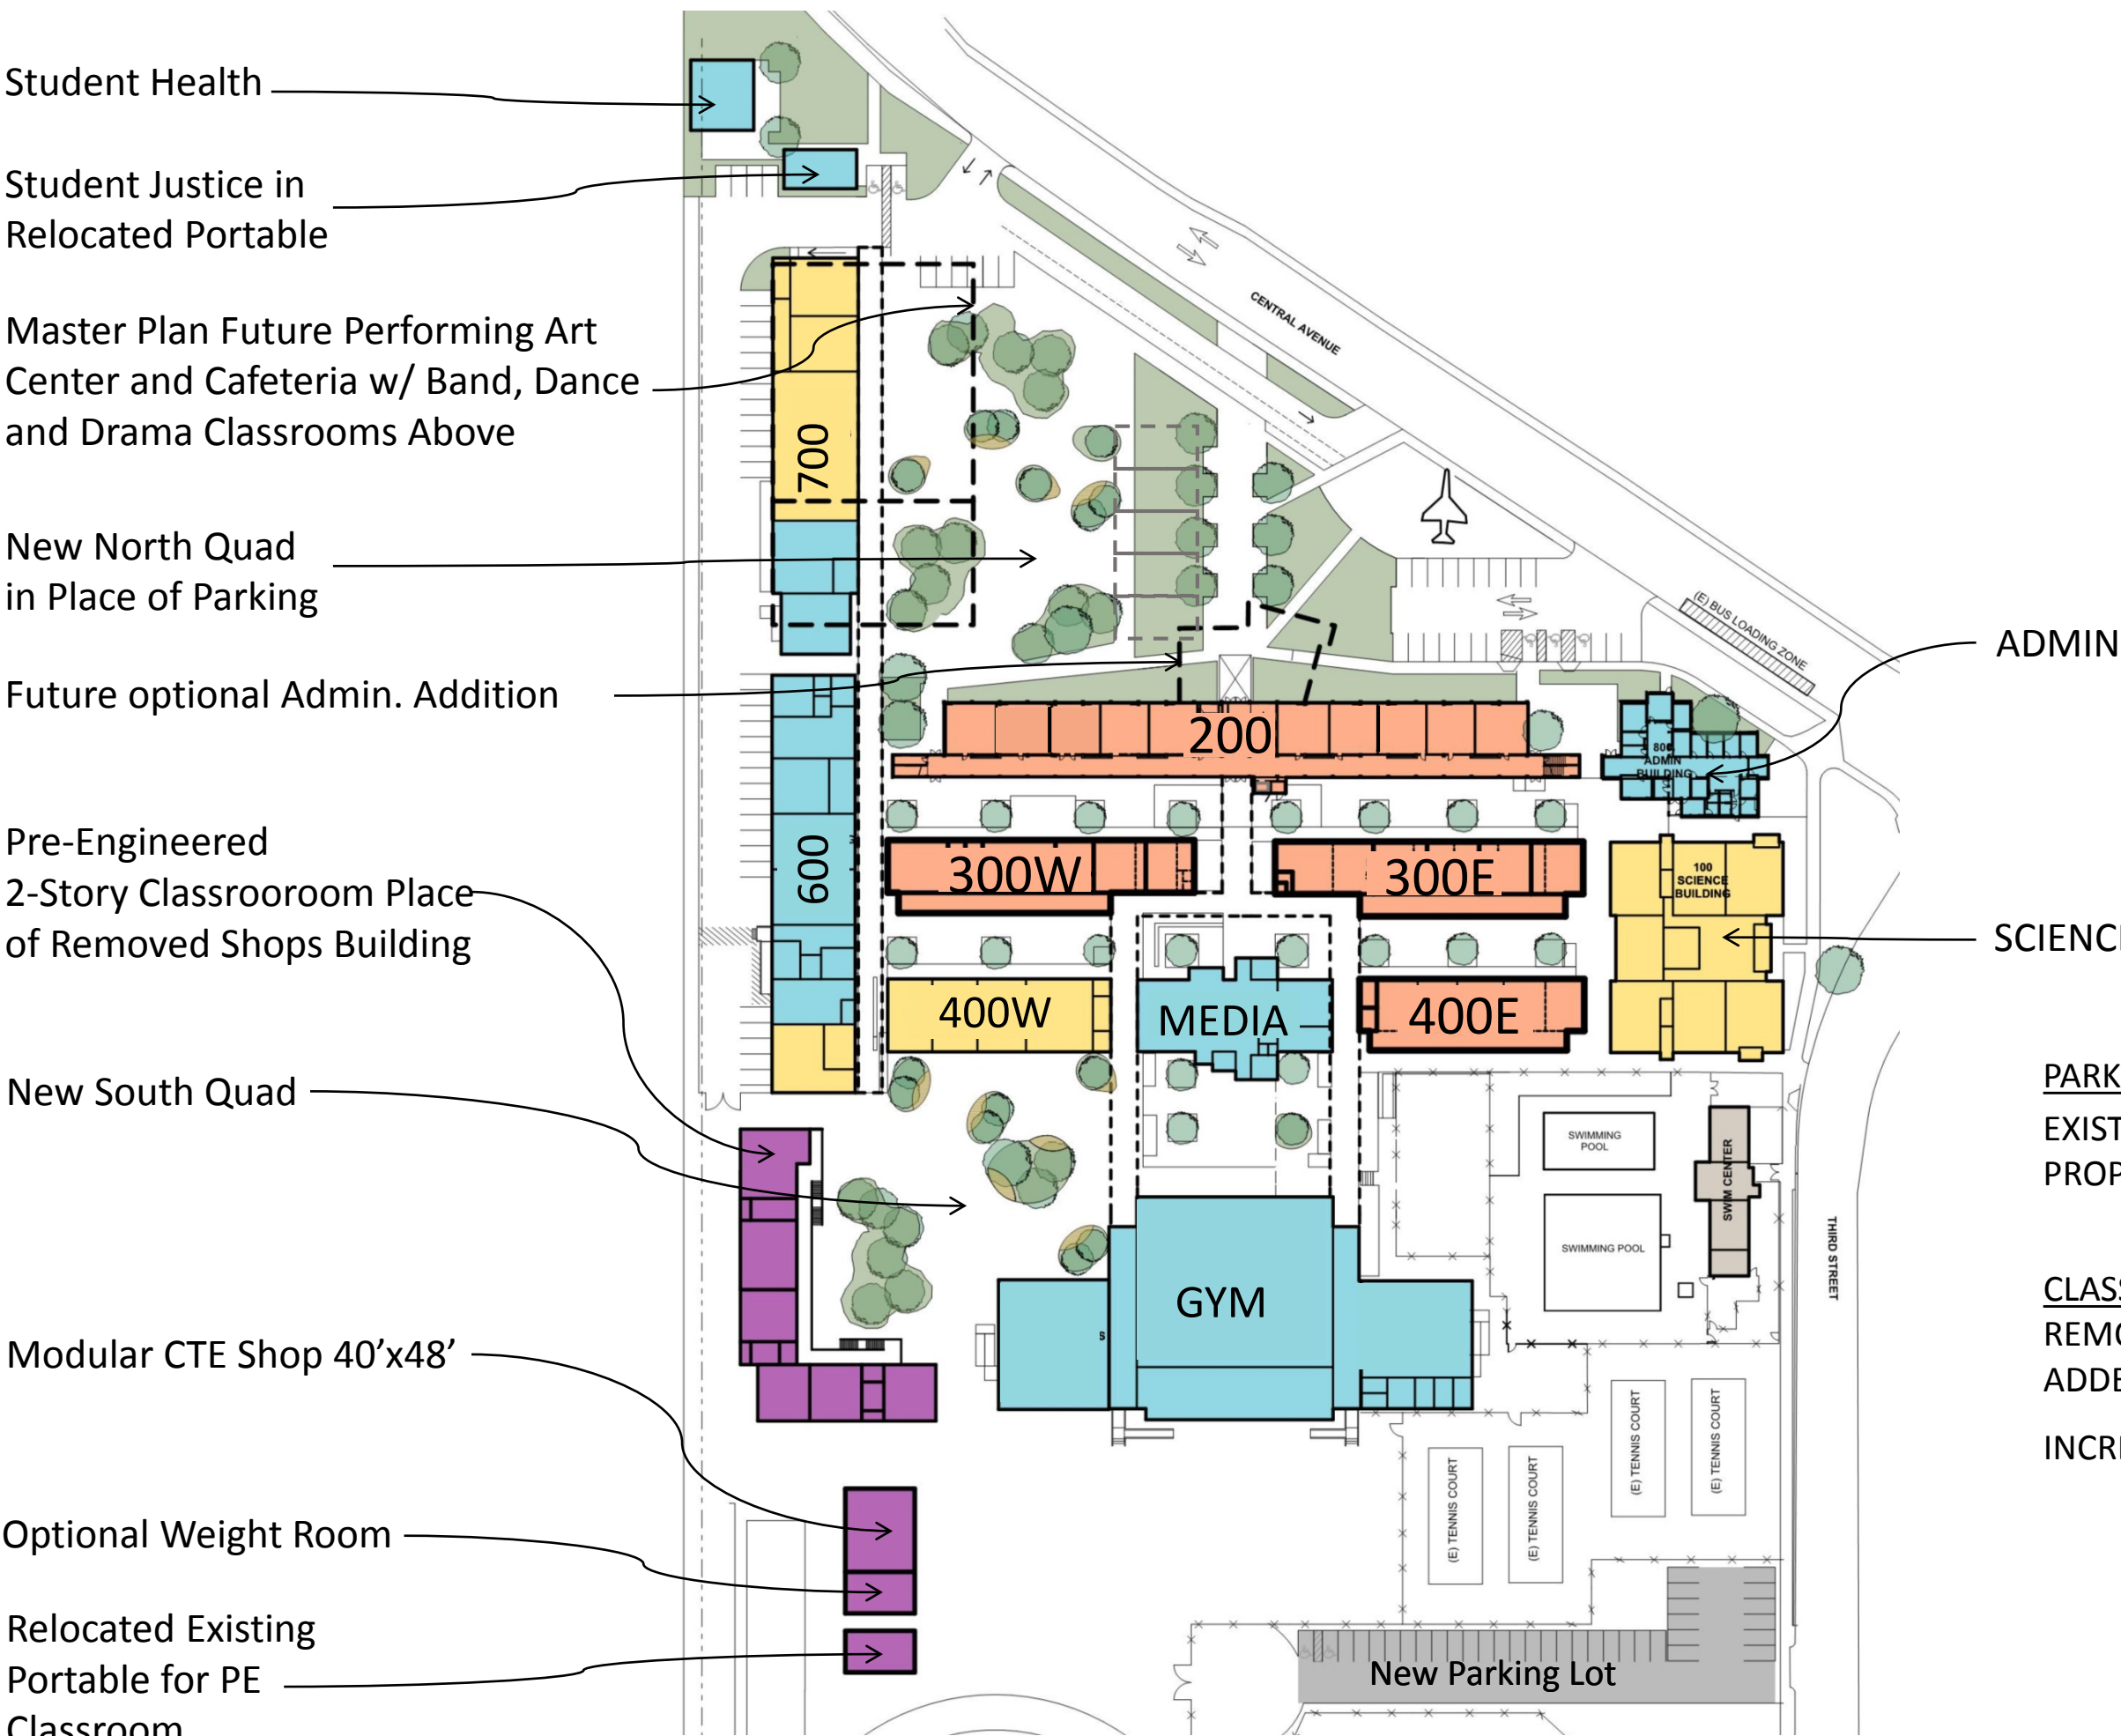 Student Health
Student Justice in
Relocated Portable
Master Plan Future Performing Art
Center and Cafeteria w/ Band, Dance
and Drama Classrooms Above
New North Quad
in Place of Parking
Future optional Admin. Addition
Pre-Engineered
2-Story Classrooroom Place
of Removed Shops Building
New South Quad
Modular CTE Shop 40’x48’
Optional Weight Room
Relocated Existing
Portable for PE
Classroom
CENTRAL AVENUE
(E) BUS LOADING ZONE
700
600
200
300W
300E
400W
MEDIA
400E
GYM
S
800
ADMIN
BUILDING
100
SCIENCE
BUILDING
SWIMMING
POOL
SWIMMING POOL
SWIM CENTER
THIRD STREET
(E) TENNIS COURT
(E) TENNIS COURT
(E) TENNIS COURT
(E) TENNIS COURT
New Parking Lot
ADMIN
SCIENC
PARK
EXIST
PROP
CLASS
REMO
ADDE
INCR